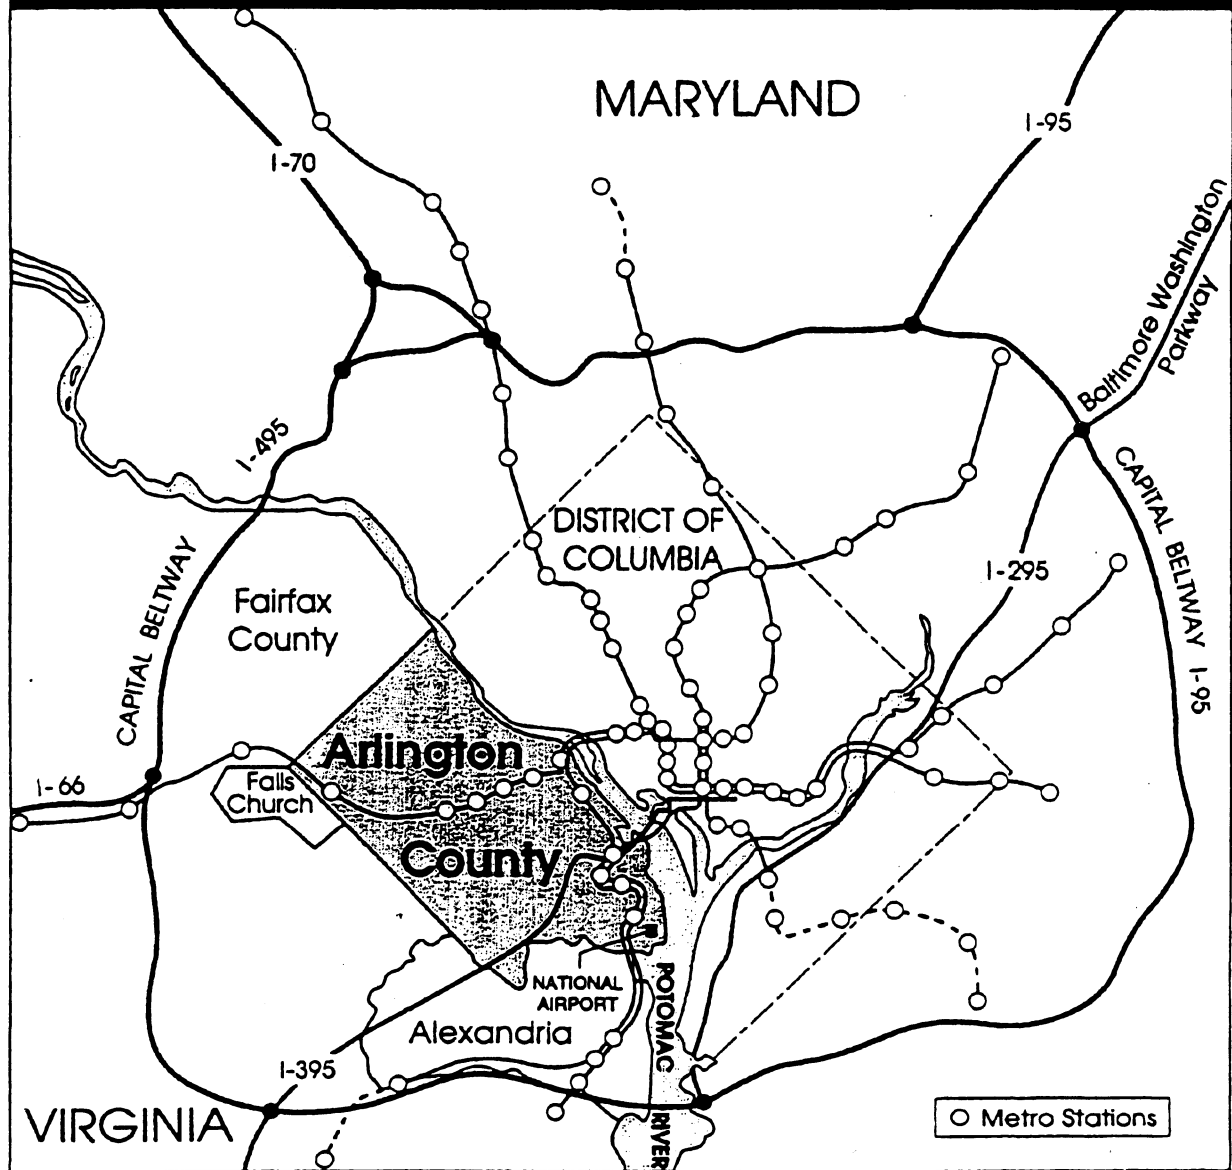 MARYLAND
I-95
I-70
Baltimore Washington
Parkway
I-495
DISTRICT OF
COLUMBIA
CAPITAL BELTWAY I-95
I-295
CAPITAL BELTWAY
Fairfax
County
Arlington
County
I-66
Falls
Church
NATIONAL
AIRPORT
POTOMAC
RIVER
Alexandria
I-395
VIRGINIA
Metro Stations